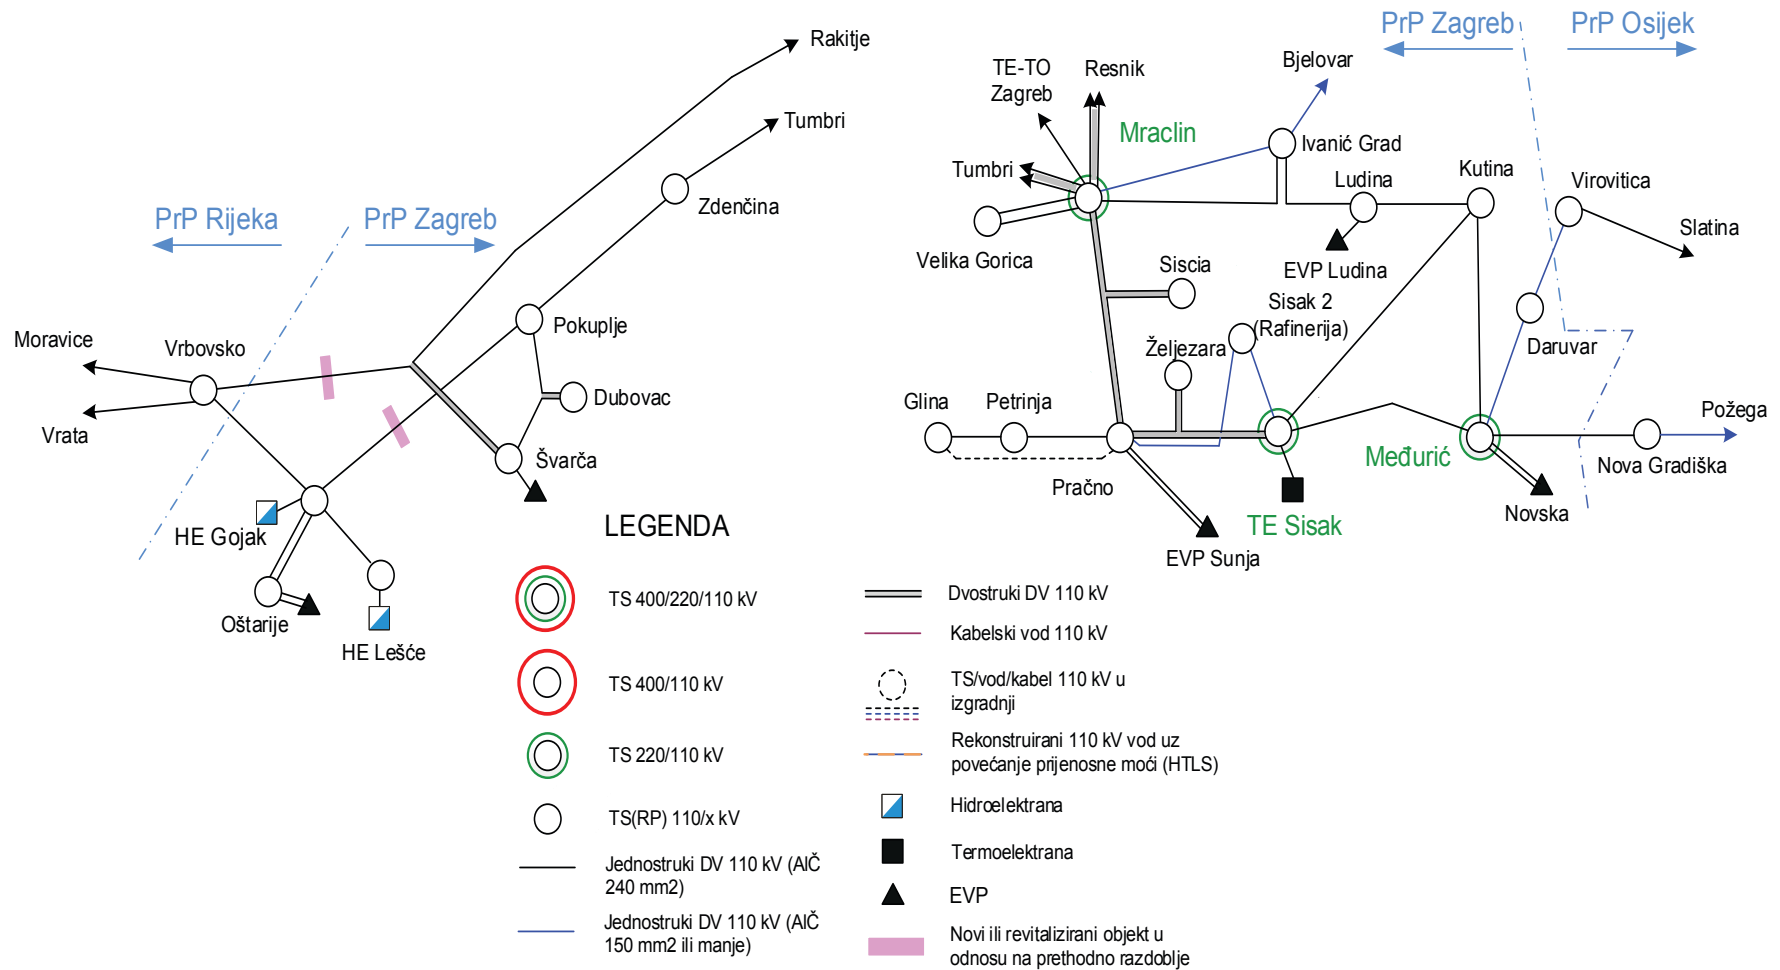 Rakitje
Tumbri
Zdenčina
PrP Rijeka
PrP Zagreb
Pokuplje
Moravice
Vrbovsko
Dubovac
Vrata
Švarča
HE Gojak
Oštarije
HE Lešće
PrP Zagreb
PrP Osijek
TE-TO
Zagreb
Resnik
Bjelovar
Mraclin
Ivanić Grad
Tumbri
Ludina
Kutina
Virovitica
Slatina
Velika Gorica
Siscia
EVP Ludina
Sisak 2
(Rafinerija)
Željezara
Daruvar
Glina
Petrinja
Požega
Pračno
Međurić
Nova Gradiška
Novska
TE Sisak
EVP Sunja
LEGENDA
TS 400/220/110 kV
TS 400/110 kV
TS 220/110 kV
TS(RP) 110/x kV
Jednostruki DV 110 kV (AlČ
240 mm2)
Jednostruki DV 110 kV (AlČ
150 mm2 ili manje)
Dvostruki DV 110 kV
Kabelski vod 110 kV
TS/vod/kabel 110 kV u
izgradnji
Rekonstruirani 110 kV vod uz
povećanje prijenosne moći (HTLS)
Hidroelektrana
Termoelektrana
EVP
Novi ili revitalizirani objekt u
odnosu na prethodno razdoblje